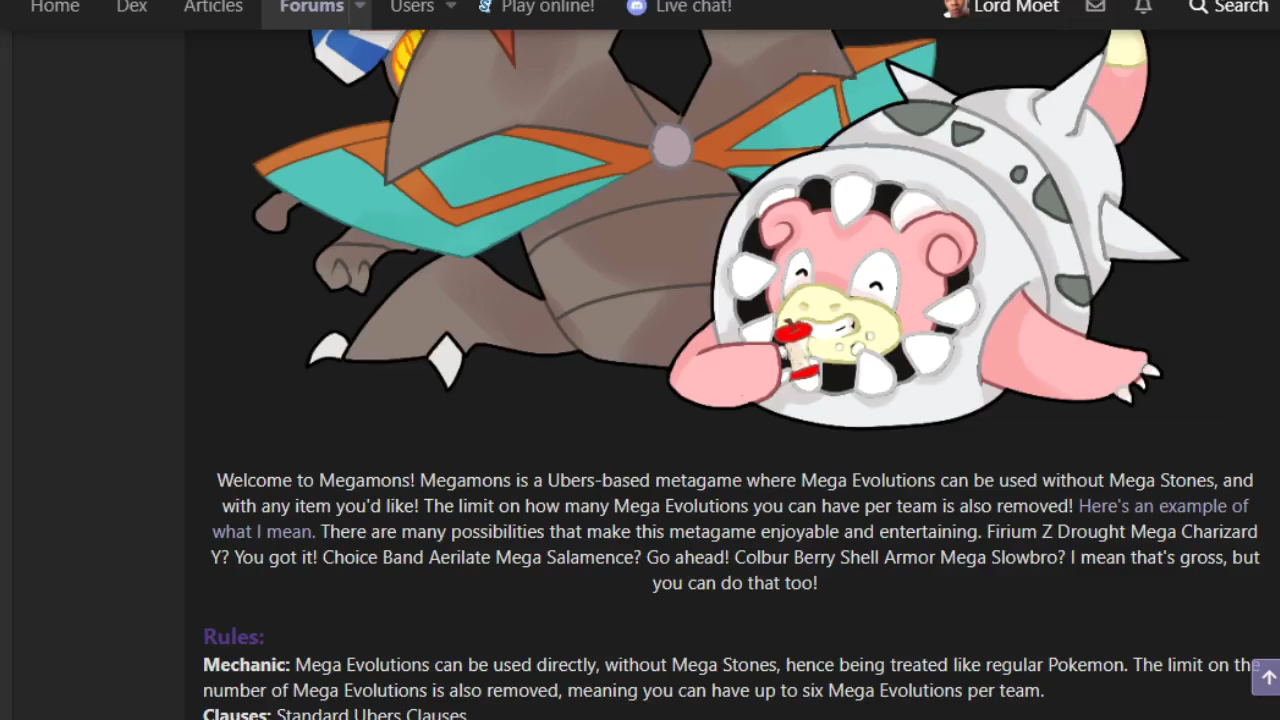 Home Dex Articles Forums Users Play online! Live chat! Lord Moet Search
Welcome to Megamons! Megamons is a Ubers-based metagame where Mega Evolutions can be used without Mega Stones, and
with any item you'd like! The limit on how many Mega Evolutions you can have per team is also removed! Here's an example of
what I mean. There are many possibilities that make this metagame enjoyable and entertaining. Firium Z Drought Mega Charizard
Y? You got it! Choice Band Aerilate Mega Salamence? Go ahead! Colbur Berry Shell Armor Mega Slowbro? I mean that's gross, but
you can do that too!
Rules:
Mechanic: Mega Evolutions can be used directly, without Mega Stones, hence being treated like regular Pokemon. The limit on the
number of Mega Evolutions is also removed, meaning you can have up to six Mega Evolutions per team.
Clauses: Standard Ubers Clauses